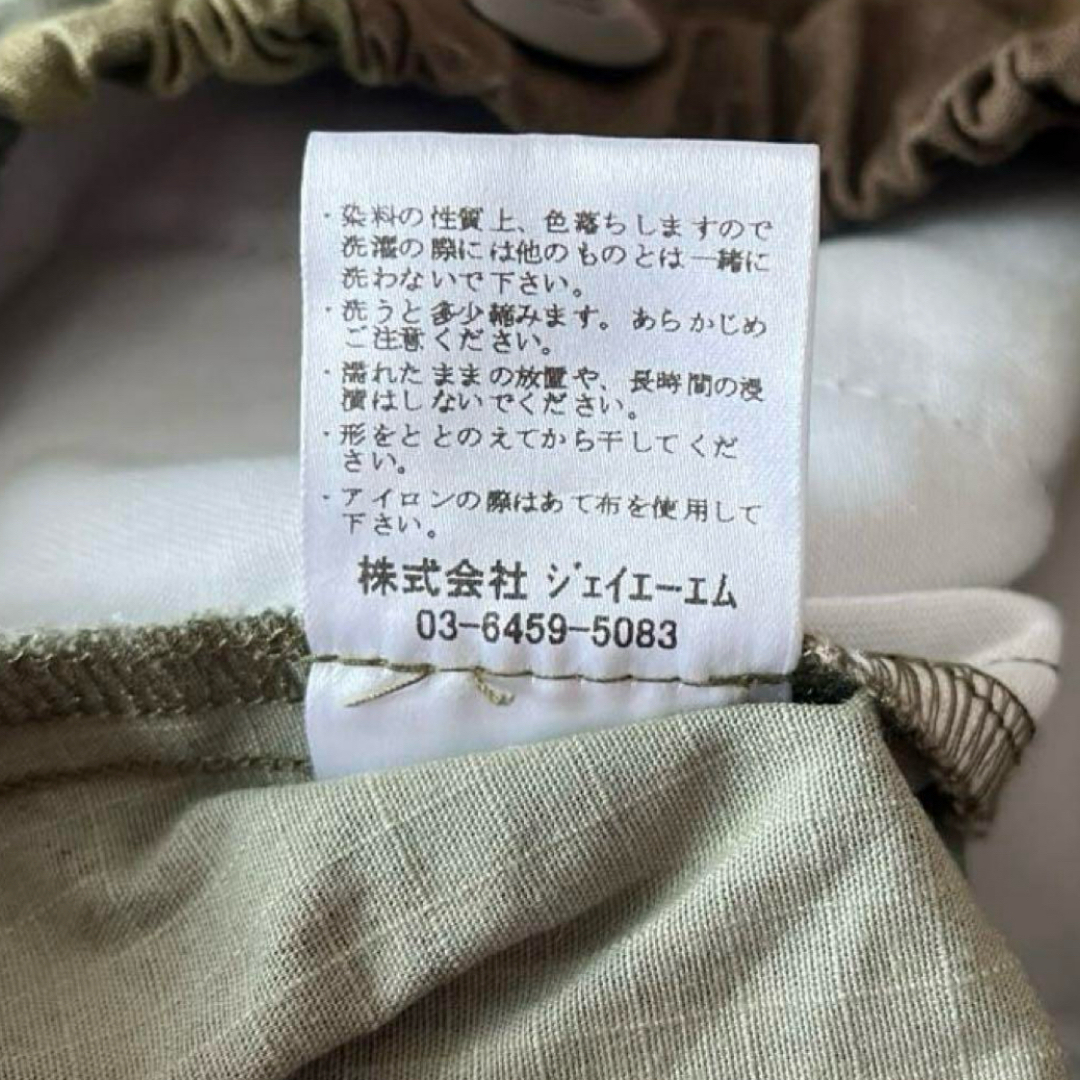 ・染料の性質上、色落ちしますので
洗濯の際には他のものとは一緒に
洗わないで下さい。
・洗うと多少縮みます。あらかじめ
ご注意ください。
・濡れたままの放置や、長時間の浸
漬はしないでください。
・形をととのえてから干してくだ
さい。
・アイロンの際はあて布を使用して
下さい。
株式会社 ジェイエーエム
03-6459-5083